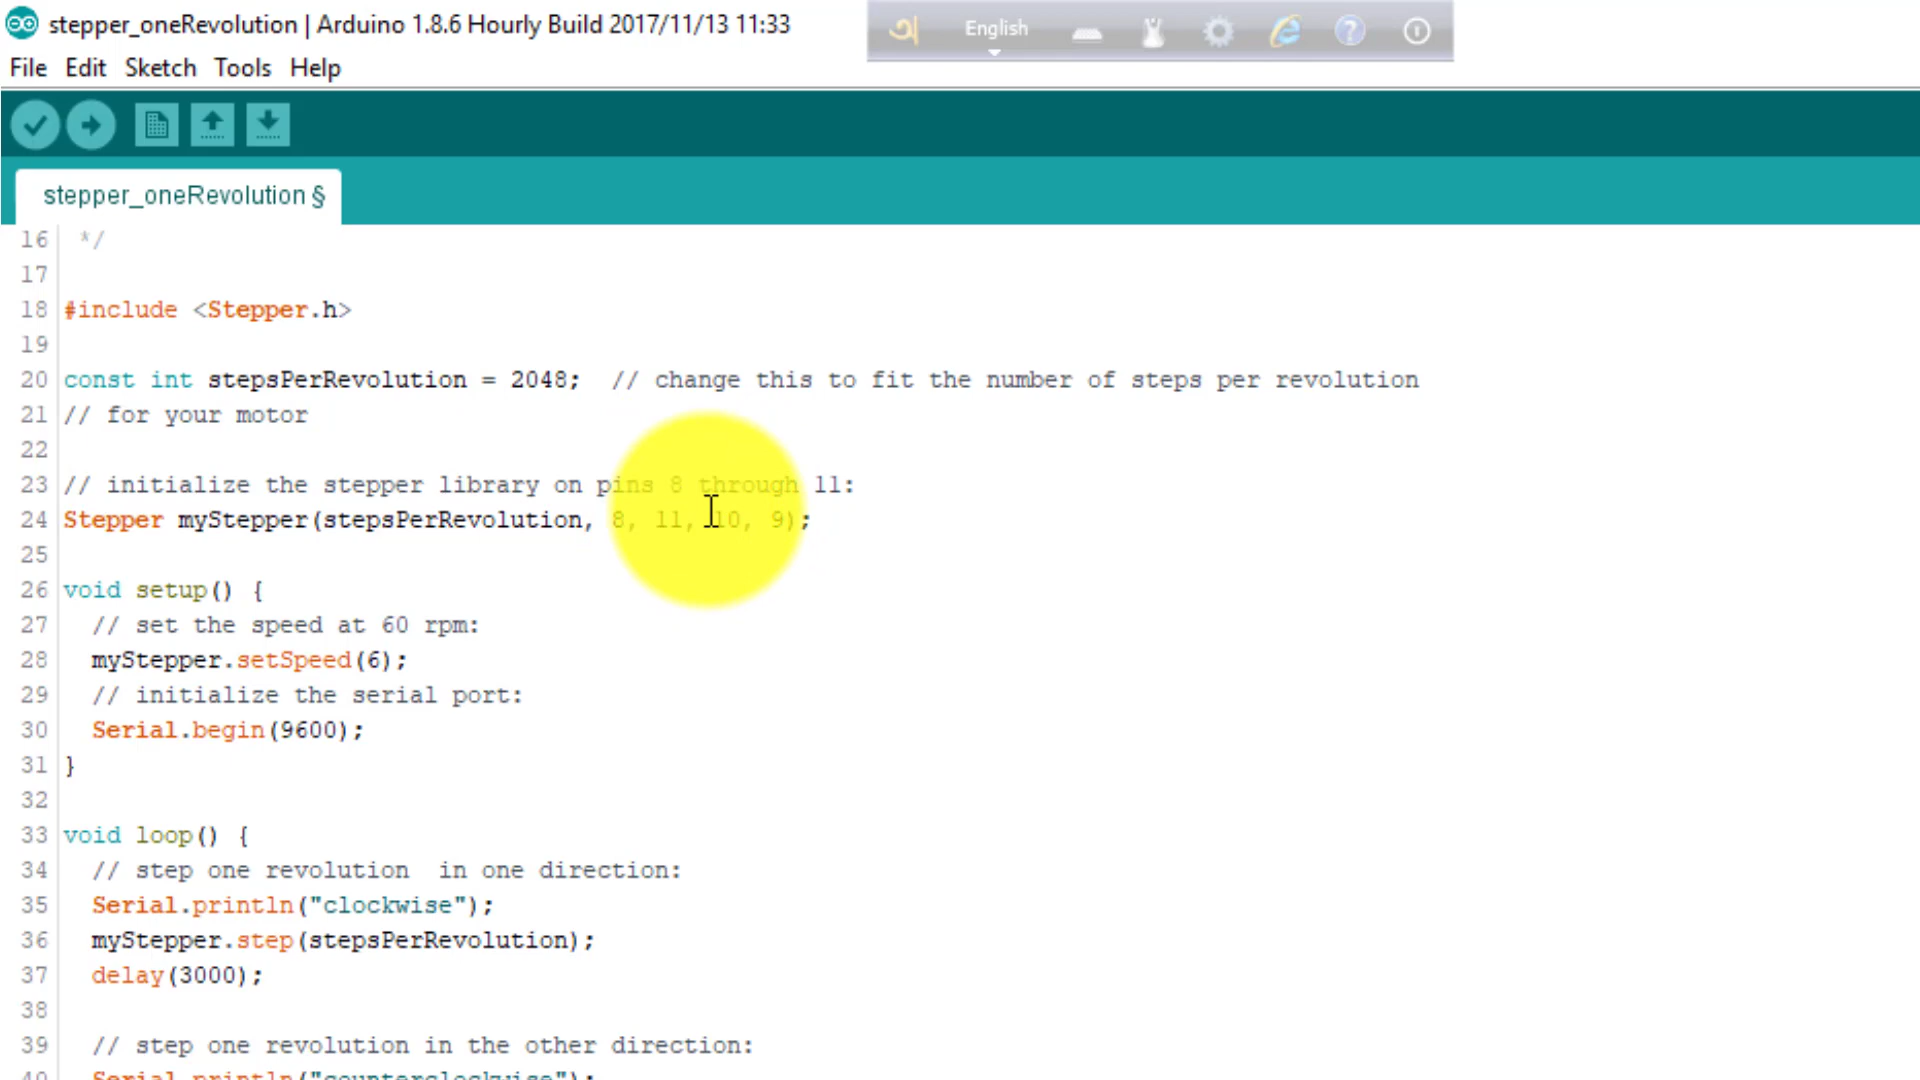 stepper_oneRevolution | Arduino 1.8.6 Hourly Build 2017/11/13 11:33
অ English
File Edit Sketch Tools Help
stepper_oneRevolution §
16 */
17
18 #include <Stepper.h>
19
20 const int stepsPerRevolution = 2048; // change this to fit the number of steps per revolution
21 // for your motor
22
23 // initialize the stepper library on pins 8 through 11:
24 Stepper myStepper(stepsPerRevolution, 8, 11, 10, 9);
25
26 void setup() {
27 // set the speed at 60 rpm:
28 myStepper.setSpeed(6);
29 // initialize the serial port:
30 Serial.begin(9600);
31 }
32
33 void loop() {
34 // step one revolution  in one direction:
35 Serial.println("clockwise");
36 myStepper.step(stepsPerRevolution);
37 delay(3000);
38
39 // step one revolution in the other direction:
40 Serial.println("counterclockwise");